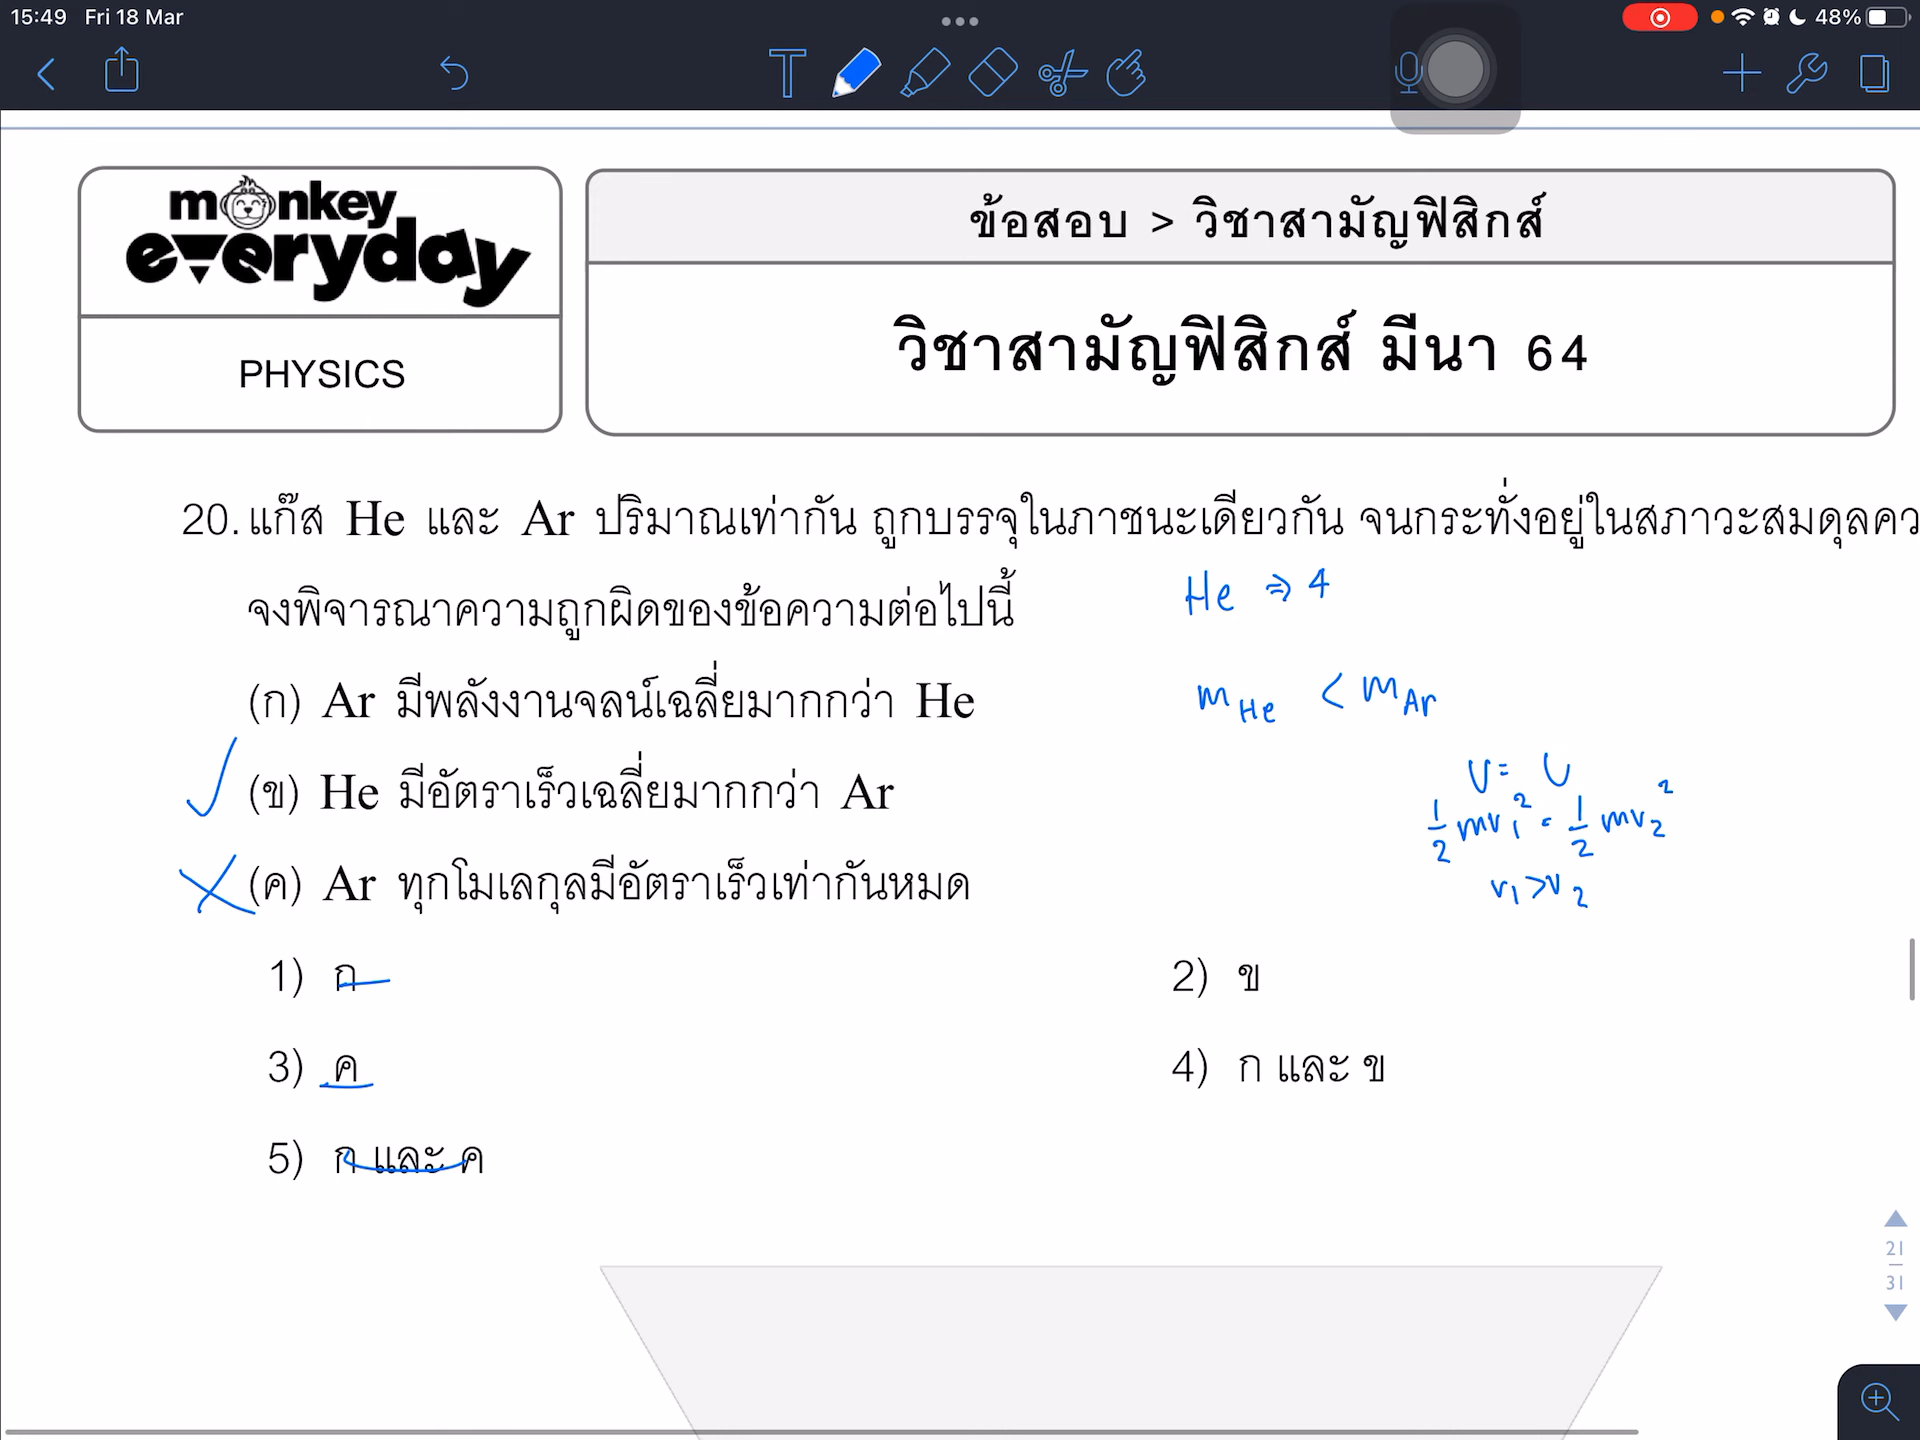 15:49 Fri 18 Mar
48%
monkey
everyday
PHYSICS
ข้อสอบ > วิชาสามัญฟิสิกส์
วิชาสามัญฟิสิกส์ มีนา 64
20. แก๊ส He และ Ar ปริมาณเท่ากัน ถูกบรรจุในภาชนะเดียวกัน จนกระทั่งอยู่ในสภาวะสมดุลคว
จงพิจารณาความถูกผิดของข้อความต่อไปนี้
He ⇒ 4
(ก) Ar มีพลังงานจลน์เฉลี่ยมากกว่า He
m He < m Ar
(ข) He มีอัตราเร็วเฉลี่ยมากกว่า Ar
U = U
½ mv₁² = ½ mv₂²
(ค) Ar ทุกโมเลกุลมีอัตราเร็วเท่ากันหมด
v₁ > v₂
1) ก
2) ข
3) ค
4) ก และ ข
5) ก และ ค
21
31